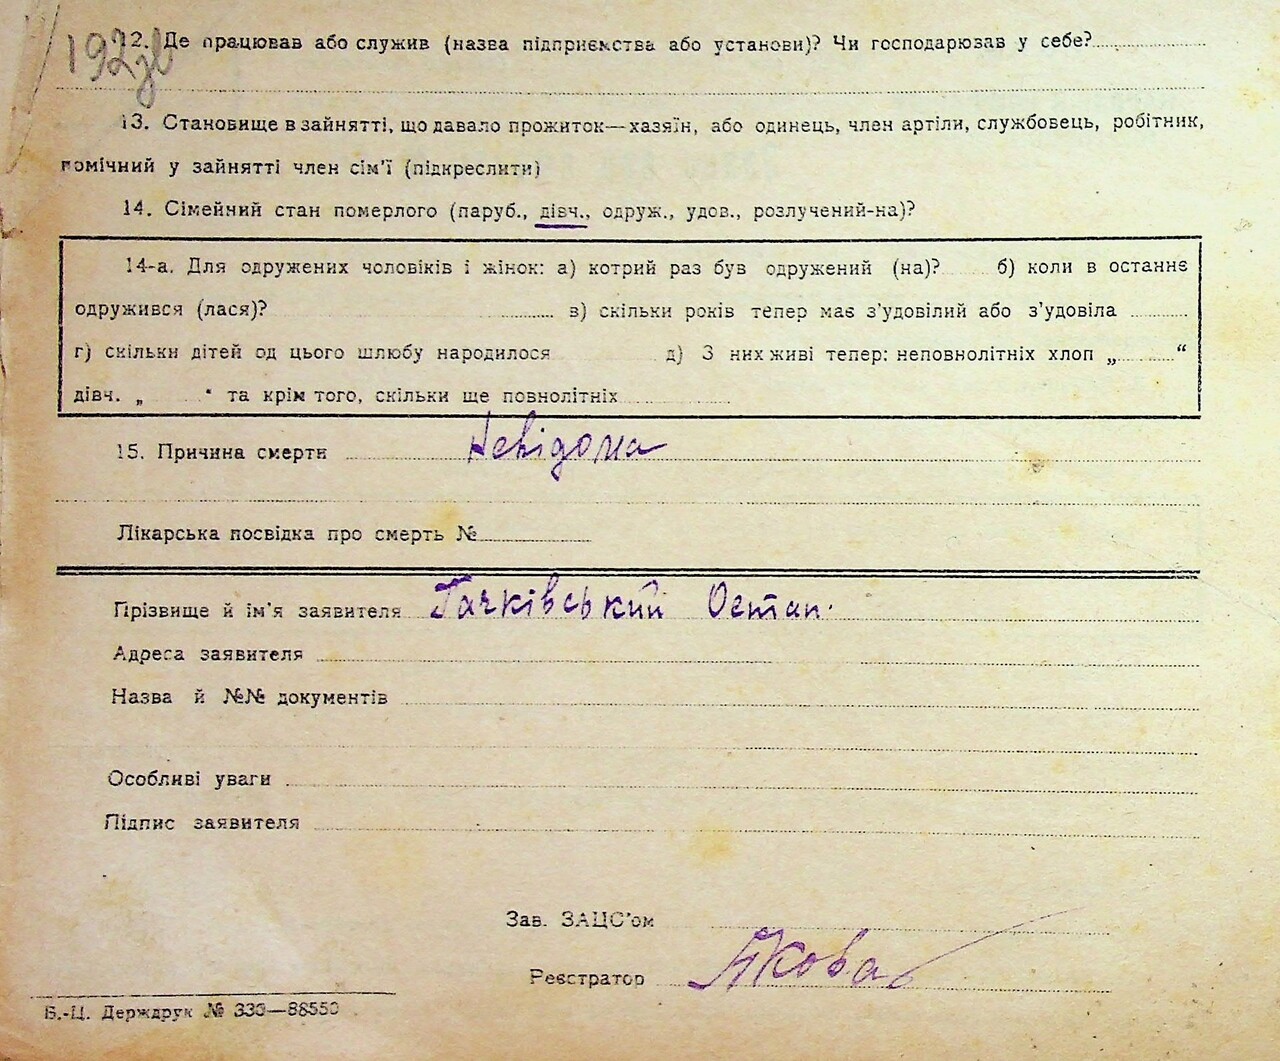 192зв
12. Де працював або служив (назва підприємства або установи)? Чи господарював у себе?
13. Становище в зайнятті, що давало прожиток—хазяїн, або одинець, член артіли, службовець, робітник,
помічний у зайнятті член сім'ї (підкреслити)
14. Сімейний стан померлого (паруб., дівч., одруж., удов., розлучений-на)?
14-а. Для одружених чоловіків і жінок: а) котрий раз був одружений (на)? б) коли в останнє
одружився (лася)? в) скільки років тепер має з'удовілий або з'удовіла
г) скільки дітей од цього шлюбу народилося д) З них живі тепер: неповнолітніх хлоп „ “
дівч. „ “ та крім того, скільки ще повнолітніх
15. Причина смерти Невідома
Лікарська посвідка про смерть №
Прізвище й ім'я заявителя Гачківський Остап.
Адреса заявителя
Назва й №№ документів
Особливі уваги
Підпис заявителя
Зав. ЗАЦС'ом
Реєстратор
Б.-Ц. Держдрук № 330—88550